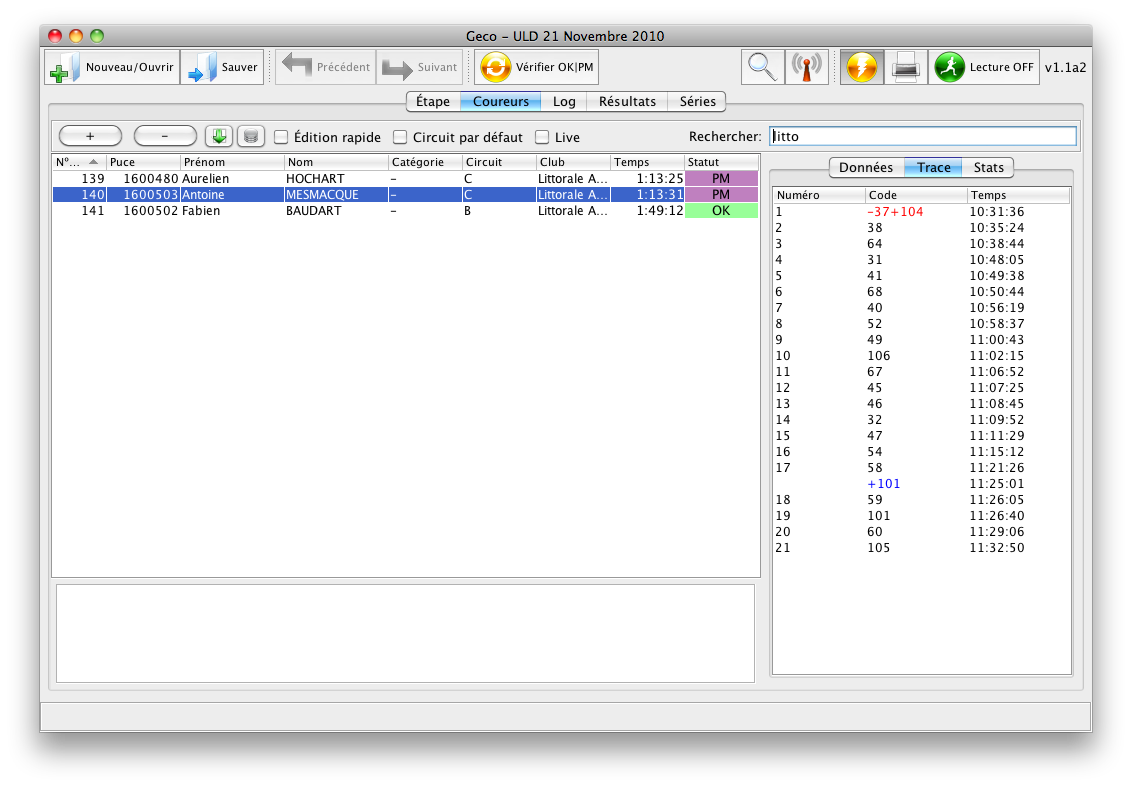 Geco – ULD 21 Novembre 2010
Nouveau/Ouvrir Sauver Précédent Suivant Vérifier OK|PM Lecture OFF v1.1a2
Étape Coureurs Log Résultats Séries
+ – Édition rapide Circuit par défaut Live Rechercher: litto
N°... Puce Prénom Nom Catégorie Circuit Club Temps Statut
139 1600480 Aurelien HOCHART – C Littorale A... 1:13:25 PM
140 1600503 Antoine MESMACQUE – C Littorale A... 1:13:31 PM
141 1600502 Fabien BAUDART – B Littorale A... 1:49:12 OK
Données Trace Stats
Numéro Code Temps
1 –37+104 10:31:36
2 38 10:35:24
3 64 10:38:44
4 31 10:48:05
5 41 10:49:38
6 68 10:50:44
7 40 10:56:19
8 52 10:58:37
9 49 11:00:43
10 106 11:02:15
11 67 11:06:52
12 45 11:07:25
13 46 11:08:45
14 32 11:09:52
15 47 11:11:29
16 54 11:15:12
17 58 11:21:26
+101 11:25:01
18 59 11:26:05
19 101 11:26:40
20 60 11:29:06
21 105 11:32:50